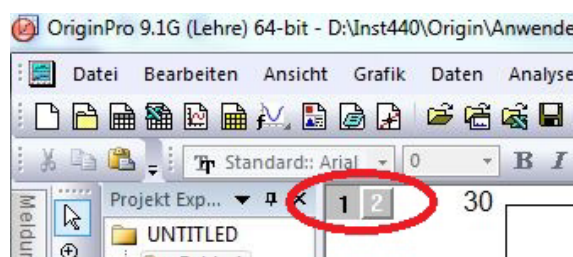 OriginPro 9.1G (Lehre) 64-bit - D:\Inst440\Origin\Anwende
Datei Bearbeiten Ansicht Grafik Daten Analyse
Standard:: Arial 0 B I
Projekt Exp... 1 2 30
UNTITLED
Meldun